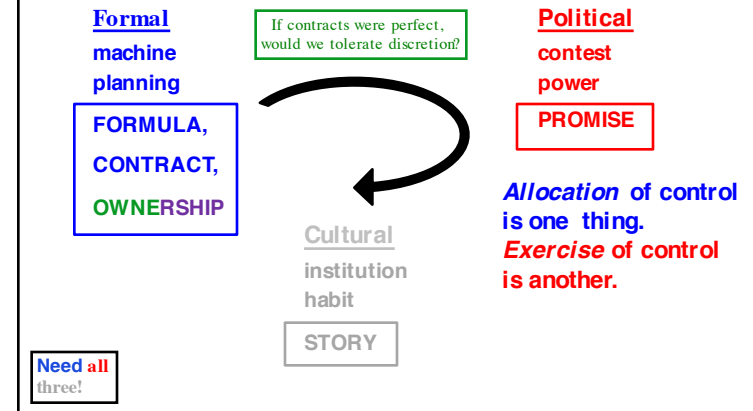 Formal
machine
planning
FORMULA,
CONTRACT,
OWNERSHIP
If contracts were perfect,
would we tolerate discretion?
Political
contest
power
PROMISE
Allocation of control
is one thing.
Exercise of control
is another.
Cultural
institution
habit
STORY
Need all
three!